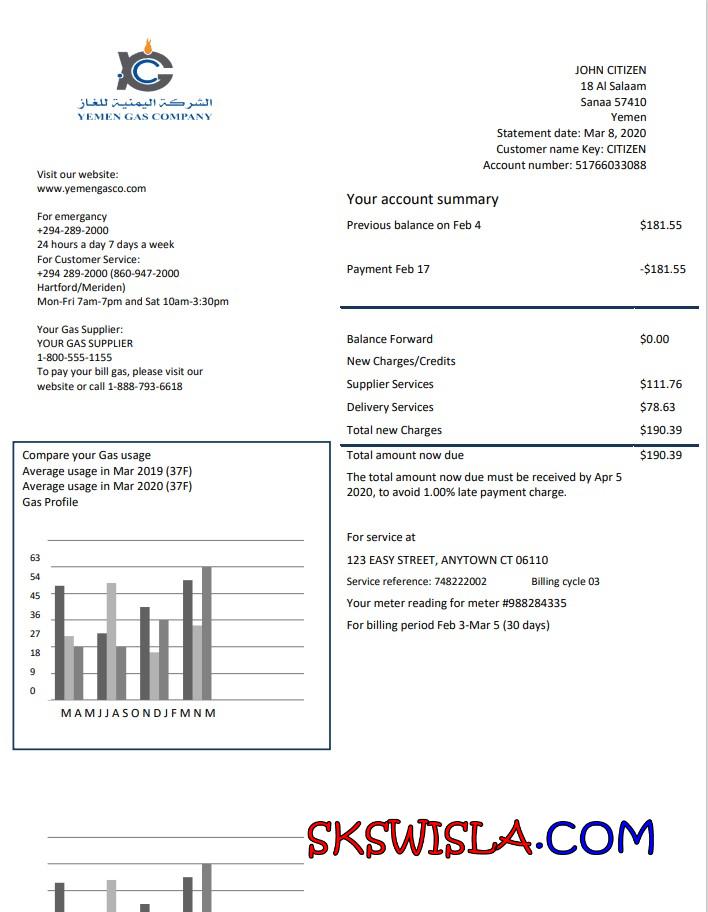 الشركة اليمنية للغاز
YEMEN GAS COMPANY
JOHN CITIZEN
18 Al Salaam
Sanaa 57410
Yemen
Statement date: Mar 8, 2020
Customer name Key: CITIZEN
Account number: 51766033088
Visit our website:
www.yemengasco.com
For emergancy
+294-289-2000
24 hours a day 7 days a week
For Customer Service:
+294 289-2000 (860-947-2000
Hartford/Meriden)
Mon-Fri 7am-7pm and Sat 10am-3:30pm
Your Gas Supplier:
YOUR GAS SUPPLIER
1-800-555-1155
To pay your bill gas, please visit our
website or call 1-888-793-6618
Your account summary
Previous balance on Feb 4 $181.55
Payment Feb 17 -$181.55
Balance Forward $0.00
New Charges/Credits
Supplier Services $111.76
Delivery Services $78.63
Total new Charges $190.39
Total amount now due $190.39
The total amount now due must be received by Apr 5
2020, to avoid 1.00% late payment charge.
For service at
123 EASY STREET, ANYTOWN CT 06110
Service reference: 748222002 Billing cycle 03
Your meter reading for meter #988284335
For billing period Feb 3-Mar 5 (30 days)
Compare your Gas usage
Average usage in Mar 2019 (37F)
Average usage in Mar 2020 (37F)
Gas Profile
63
54
45
36
27
18
9
0
M A M J J A S O N D J F M N M
SKSWISLA.COM